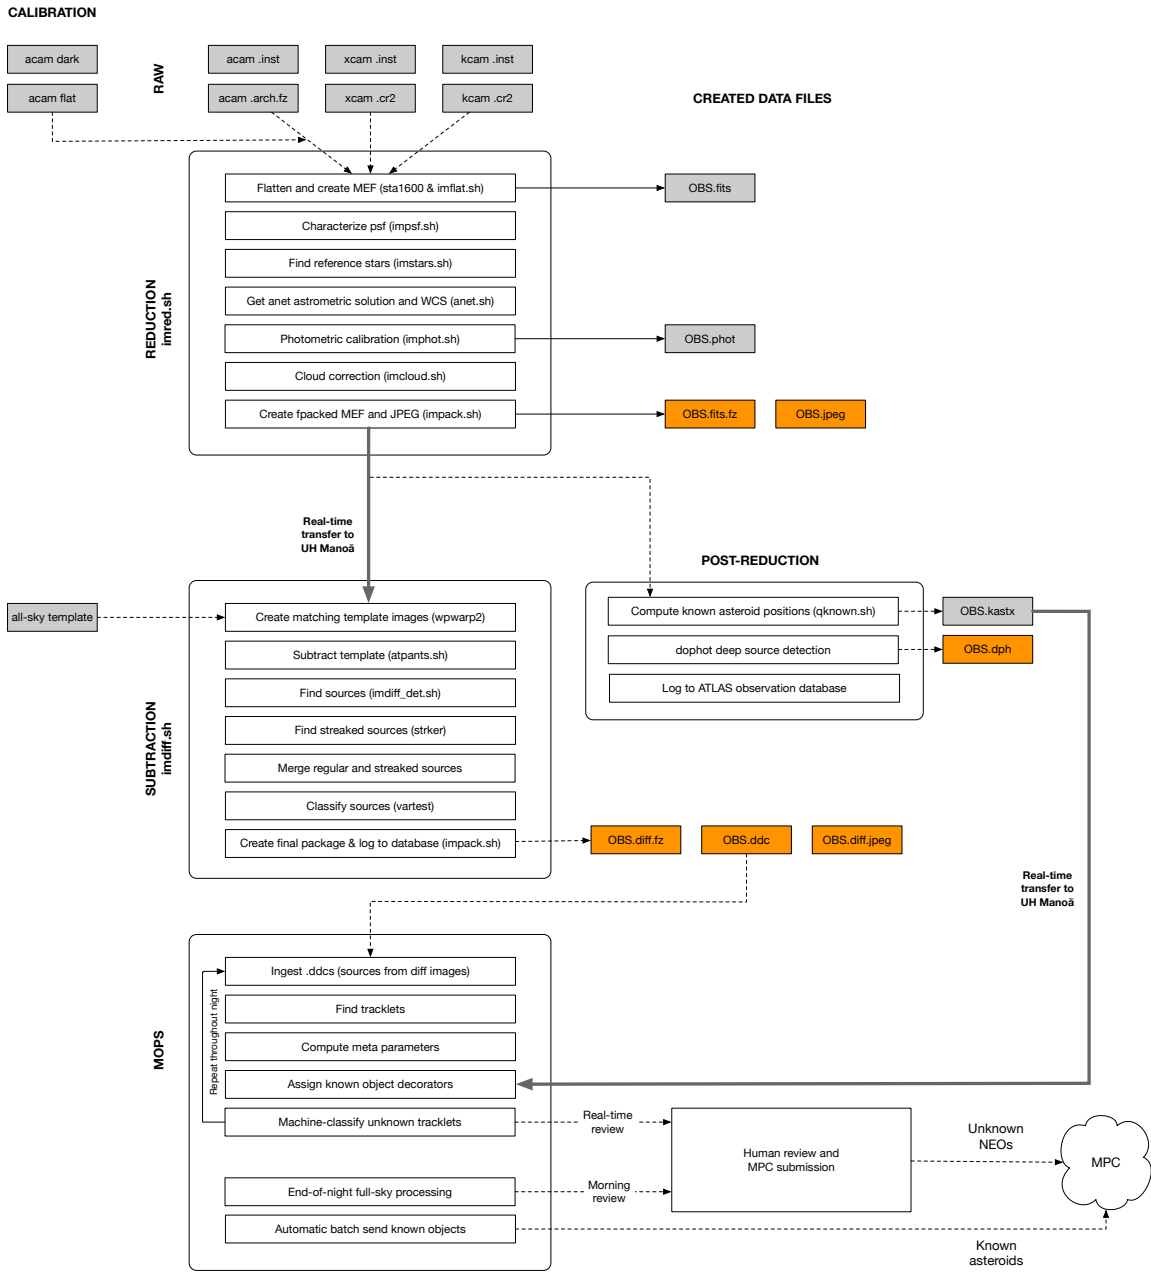 CALIBRATION
acam dark
acam flat
RAW
acam .inst
xcam .inst
kcam .inst
acam .arch.fz
xcam .cr2
kcam .cr2
CREATED DATA FILES
REDUCTION
imred.sh
Flatten and create MEF (sta1600 & imflat.sh)
OBS.fits
Characterize psf (impsf.sh)
Find reference stars (imstars.sh)
Get anet astrometric solution and WCS (anet.sh)
Photometric calibration (imphot.sh)
OBS.phot
Cloud correction (imcloud.sh)
Create fpacked MEF and JPEG (impack.sh)
OBS.fits.fz
OBS.jpeg
Real-time
transfer to
UH Manoā
POST-REDUCTION
Compute known asteroid positions (qknown.sh)
OBS.kastx
dophot deep source detection
OBS.dph
Log to ATLAS observation database
all-sky template
SUBTRACTION
imdiff.sh
Create matching template images (wpwarp2)
Subtract template (atpants.sh)
Find sources (imdiff_det.sh)
Find streaked sources (strker)
Merge regular and streaked sources
Classify sources (vartest)
Create final package & log to database (impack.sh)
OBS.diff.fz
OBS.ddc
OBS.diff.jpeg
Real-time
transfer to
UH Manoā
MOPS
Repeat throughout night
Ingest .ddcs (sources from diff images)
Find tracklets
Compute meta parameters
Assign known object decorators
Machine-classify unknown tracklets
Real-time
review
End-of-night full-sky processing
Morning
review
Automatic batch send known objects
Human review and
MPC submission
Unknown
NEOs
MPC
Known
asteroids